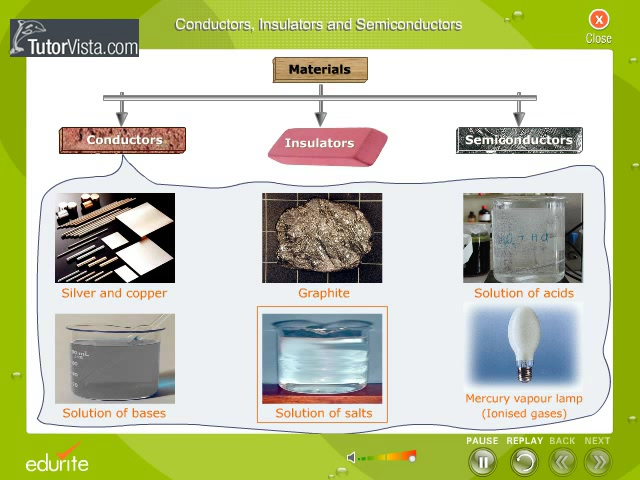 Conductors, Insulators and Semiconductors
Close
TutorVista.com
Materials
Conductors
Insulators
Semiconductors
Silver and copper
Graphite
Solution of acids
Solution of bases
Solution of salts
Mercury vapour lamp
(Ionised gases)
PAUSE REPLAY BACK NEXT
edurite